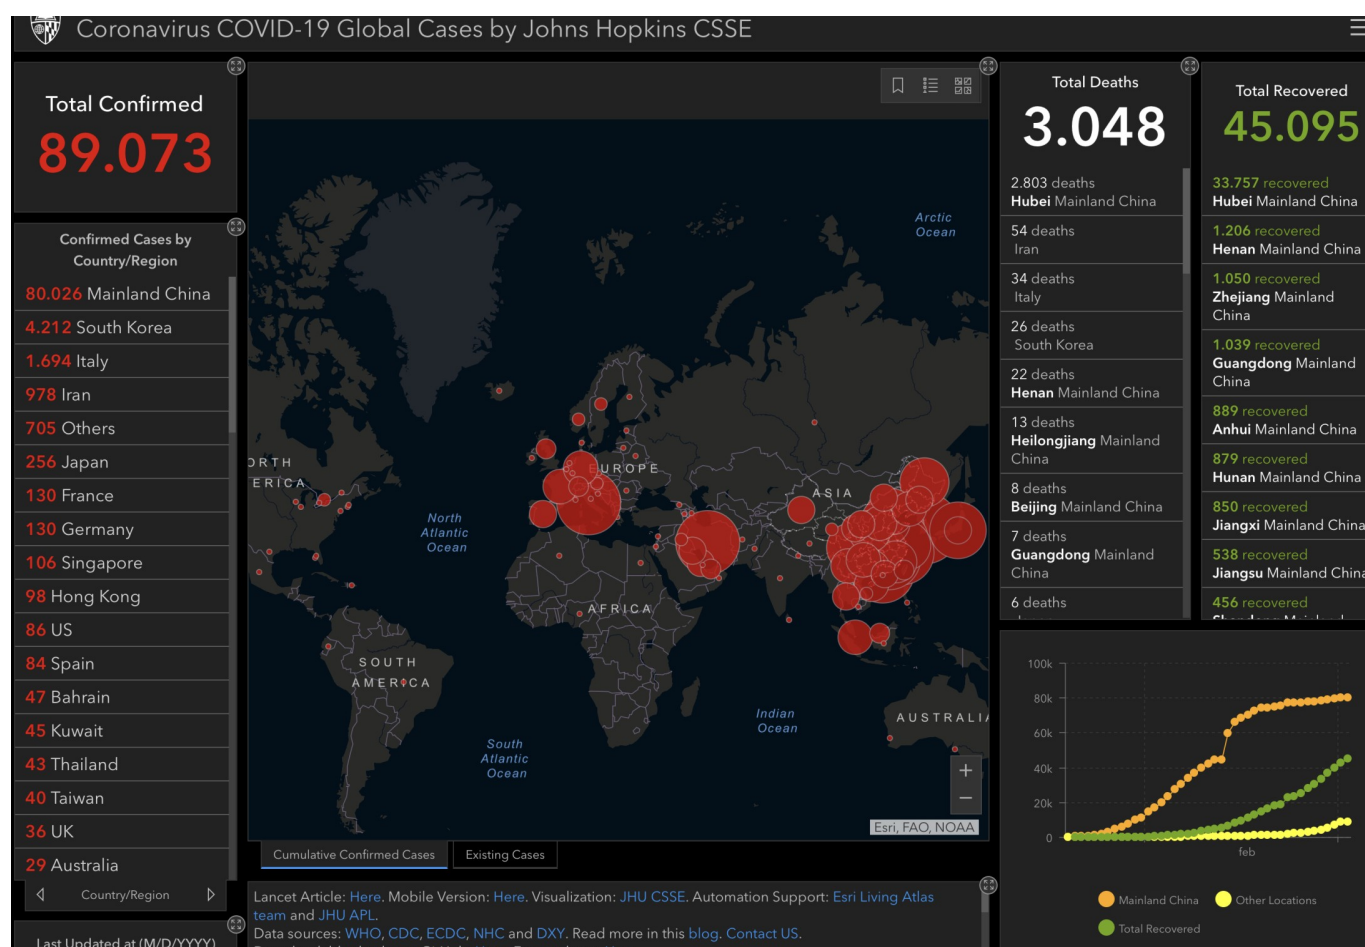 Coronavirus COVID-19 Global Cases by Johns Hopkins CSSE
Total Confirmed
89.073
Confirmed Cases by
Country/Region
80.026 Mainland China
4.212 South Korea
1.694 Italy
978 Iran
705 Others
256 Japan
130 France
130 Germany
106 Singapore
98 Hong Kong
86 US
84 Spain
47 Bahrain
45 Kuwait
43 Thailand
40 Taiwan
36 UK
29 Australia
Country/Region
Last Updated at (M/D/YYYY)
Arctic
Ocean
ORTH
ERICA
EUROPE
ASIA
North
Atlantic
Ocean
AFRICA
SOUTH
AMERICA
Indian
Ocean
AUSTRALIA
South
Atlantic
Ocean
+
−
Esri, FAO, NOAA
Cumulative Confirmed Cases
Existing Cases
Lancet Article: Here. Mobile Version: Here. Visualization: JHU CSSE. Automation Support: Esri Living Atlas
team and JHU APL.
Data sources: WHO, CDC, ECDC, NHC and DXY. Read more in this blog. Contact US.
Total Deaths
3.048
2.803 deaths
Hubei Mainland China
54 deaths
Iran
34 deaths
Italy
26 deaths
South Korea
22 deaths
Henan Mainland China
13 deaths
Heilongjiang Mainland
China
8 deaths
Beijing Mainland China
7 deaths
Guangdong Mainland
China
6 deaths
Total Recovered
45.095
33.757 recovered
Hubei Mainland China
1.206 recovered
Henan Mainland China
1.050 recovered
Zhejiang Mainland
China
1.039 recovered
Guangdong Mainland
China
889 recovered
Anhui Mainland China
879 recovered
Hunan Mainland China
850 recovered
Jiangxi Mainland China
538 recovered
Jiangsu Mainland China
456 recovered
100k
80k
60k
40k
20k
0
feb
Mainland China
Other Locations
Total Recovered